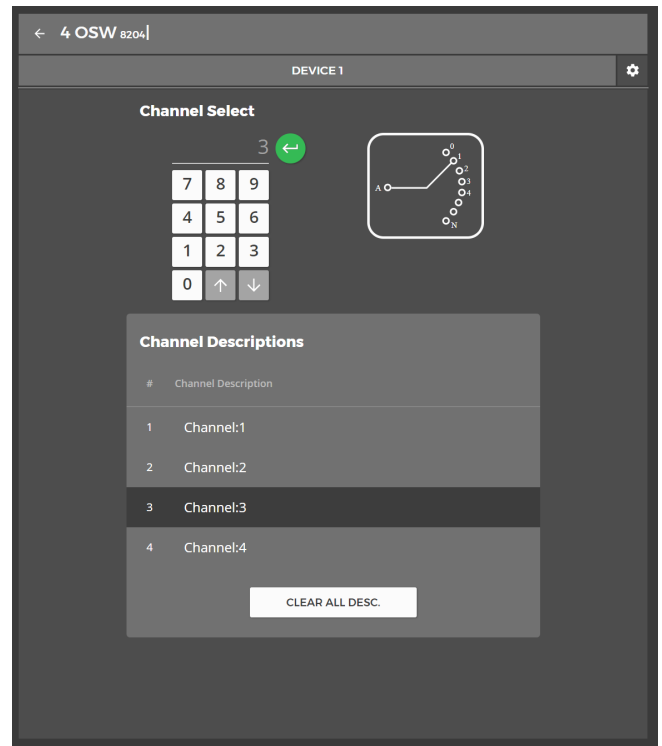 ← 4 OSW 8204
DEVICE 1
Channel Select
3
7 8 9
4 5 6
1 2 3
0 ↑ ↓
0
1
2
A
3
4
N
Channel Descriptions
# Channel Description
1 Channel:1
2 Channel:2
3 Channel:3
4 Channel:4
CLEAR ALL DESC.